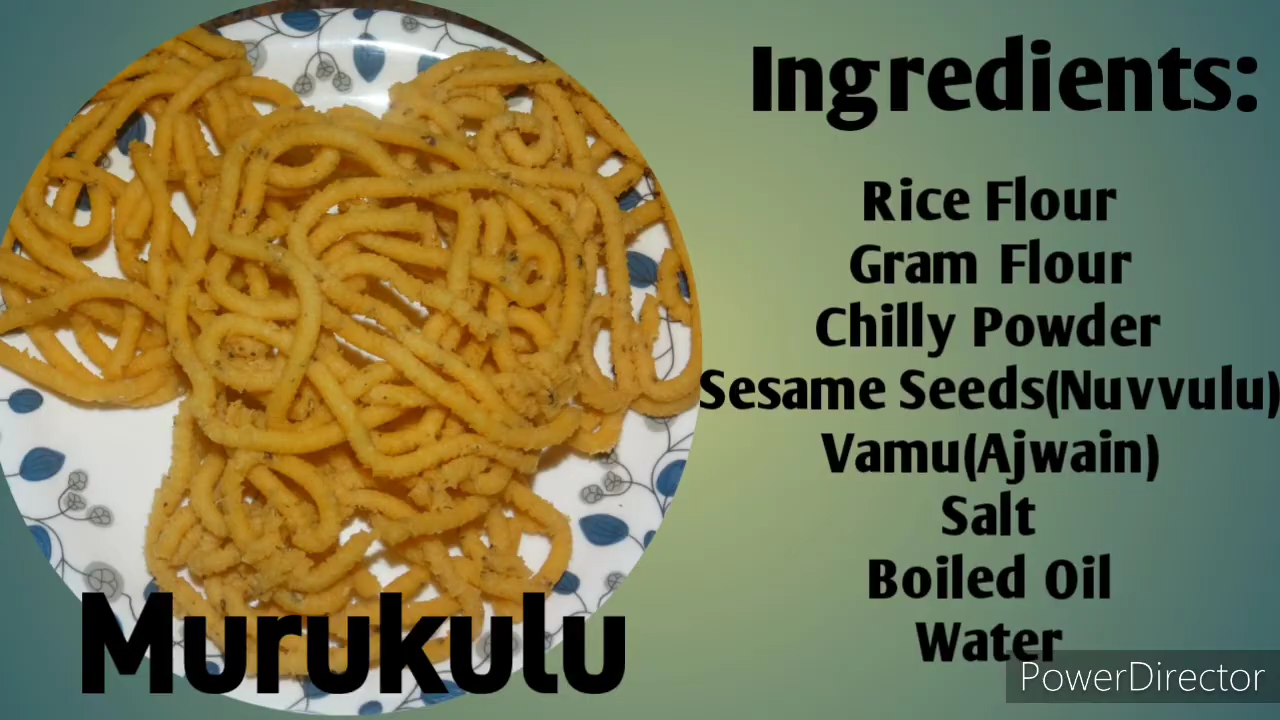 Ingredients:
Rice Flour
Gram Flour
Chilly Powder
Sesame Seeds(Nuvvulu)
Vamu(Ajwain)
Salt
Boiled Oil
Water
Murukulu
PowerDirector